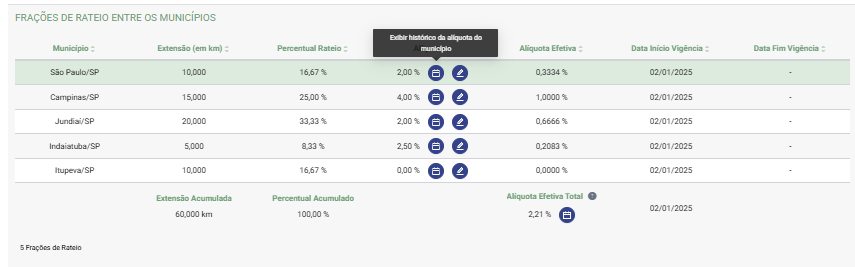 FRAÇÕES DE RATEIO ENTRE OS MUNICÍPIOS
Exibir histórico da alíquota do
município
Município Extensão (em km) Percentual Rateio Alíquota Efetiva Data Início Vigência Data Fim Vigência
São Paulo/SP 10,000 16,67 % 2,00 % 0,3334 % 02/01/2025 -
Campinas/SP 15,000 25,00 % 4,00 % 1,0000 % 02/01/2025 -
Jundiaí/SP 20,000 33,33 % 2,00 % 0,6666 % 02/01/2025 -
Indaiatuba/SP 5,000 8,33 % 2,50 % 0,2083 % 02/01/2025 -
Itupeva/SP 10,000 16,67 % 0,00 % 0,0000 % 02/01/2025 -
Extensão Acumulada Percentual Acumulado Alíquota Efetiva Total ?
60,000 km 100,00 % 2,21 % 02/01/2025
5 Frações de Rateio